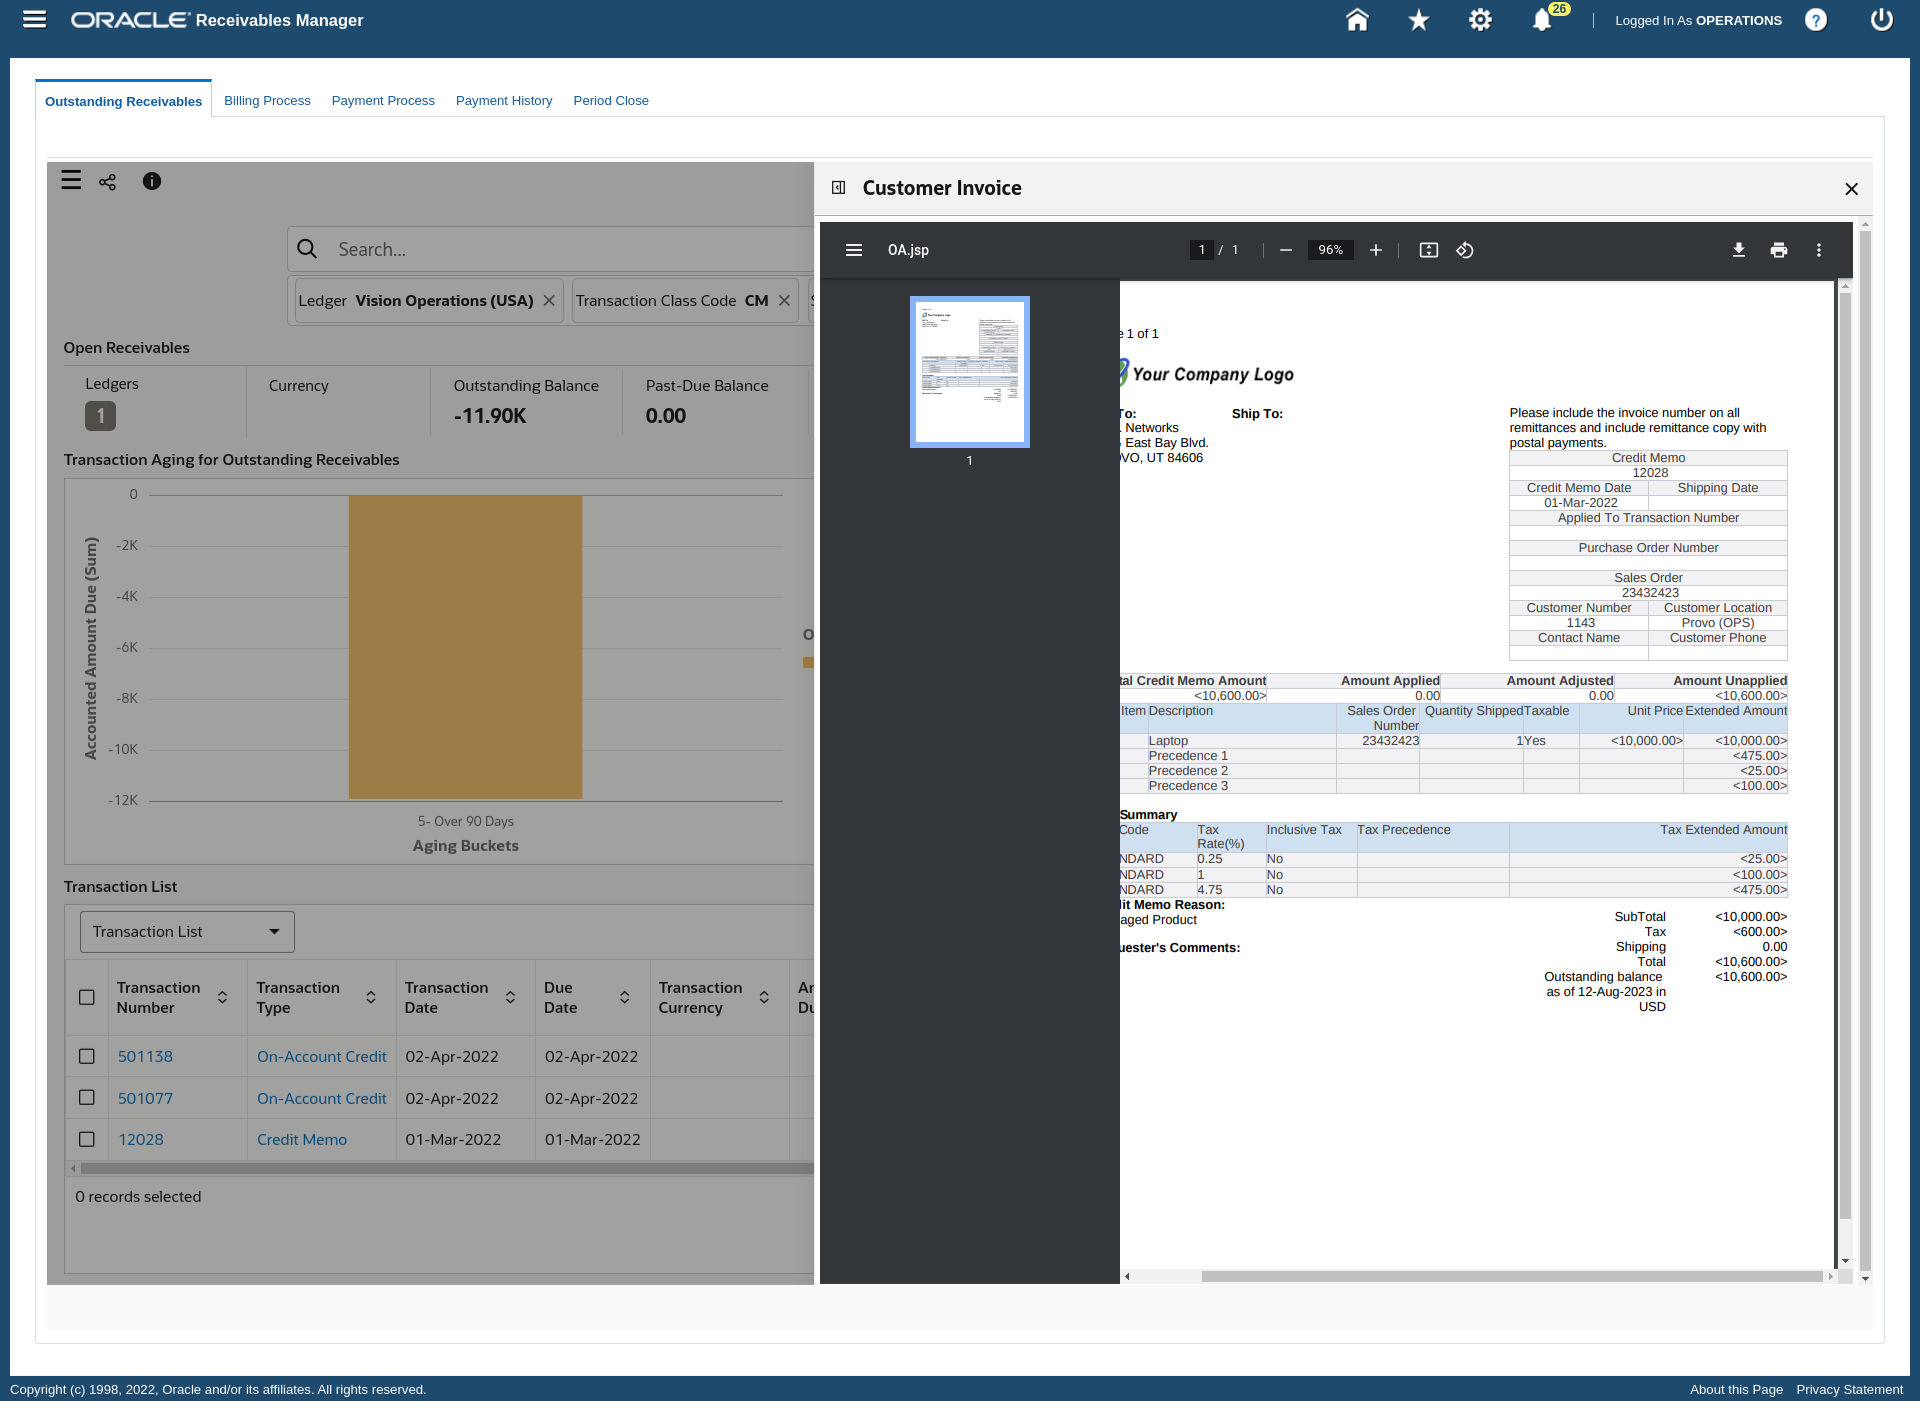 ORACLE® Receivables Manager
26
Logged In As OPERATIONS
?
Outstanding Receivables
Billing Process
Payment Process
Payment History
Period Close
Search...
Ledger Vision Operations (USA)
Transaction Class Code CM
Open Receivables
Ledgers
1
Currency
Outstanding Balance
-11.90K
Past-Due Balance
0.00
Transaction Aging for Outstanding Receivables
Accounted Amount Due (Sum)
0
-2K
-4K
-6K
-8K
-10K
-12K
5- Over 90 Days
Aging Buckets
O
Transaction List
Transaction List
Transaction Number
Transaction Type
Transaction Date
Due Date
Transaction Currency
501138 On-Account Credit 02-Apr-2022 02-Apr-2022
501077 On-Account Credit 02-Apr-2022 02-Apr-2022
12028 Credit Memo 01-Mar-2022 01-Mar-2022
0 records selected
Customer Invoice
OA.jsp
1 / 1
96%
1
e 1 of 1
Your Company Logo
To:
Networks
East Bay Blvd.
VO, UT 84606
Ship To:
Please include the invoice number on all
remittances and include remittance copy with
postal payments.
Credit Memo
12028
Credit Memo Date Shipping Date
01-Mar-2022
Applied To Transaction Number
Purchase Order Number
Sales Order
23432423
Customer Number Customer Location
1143 Provo (OPS)
Contact Name Customer Phone
tal Credit Memo Amount Amount Applied Amount Adjusted Amount Unapplied
<10,600.00> 0.00 0.00 <10,600.00>
Item Description Sales Order Number Quantity Shipped Taxable Unit Price Extended Amount
Laptop 23432423 1 Yes <10,000.00> <10,000.00>
Precedence 1 <475.00>
Precedence 2 <25.00>
Precedence 3 <100.00>
Summary
Code Tax Rate(%) Inclusive Tax Tax Precedence Tax Extended Amount
NDARD 0.25 No <25.00>
NDARD 1 No <100.00>
NDARD 4.75 No <475.00>
dit Memo Reason:
aged Product
uester's Comments:
SubTotal <10,000.00>
Tax <600.00>
Shipping 0.00
Total <10,600.00>
Outstanding balance <10,600.00>
as of 12-Aug-2023 in
USD
Copyright (c) 1998, 2022, Oracle and/or its affiliates. All rights reserved.
About this Page
Privacy Statement